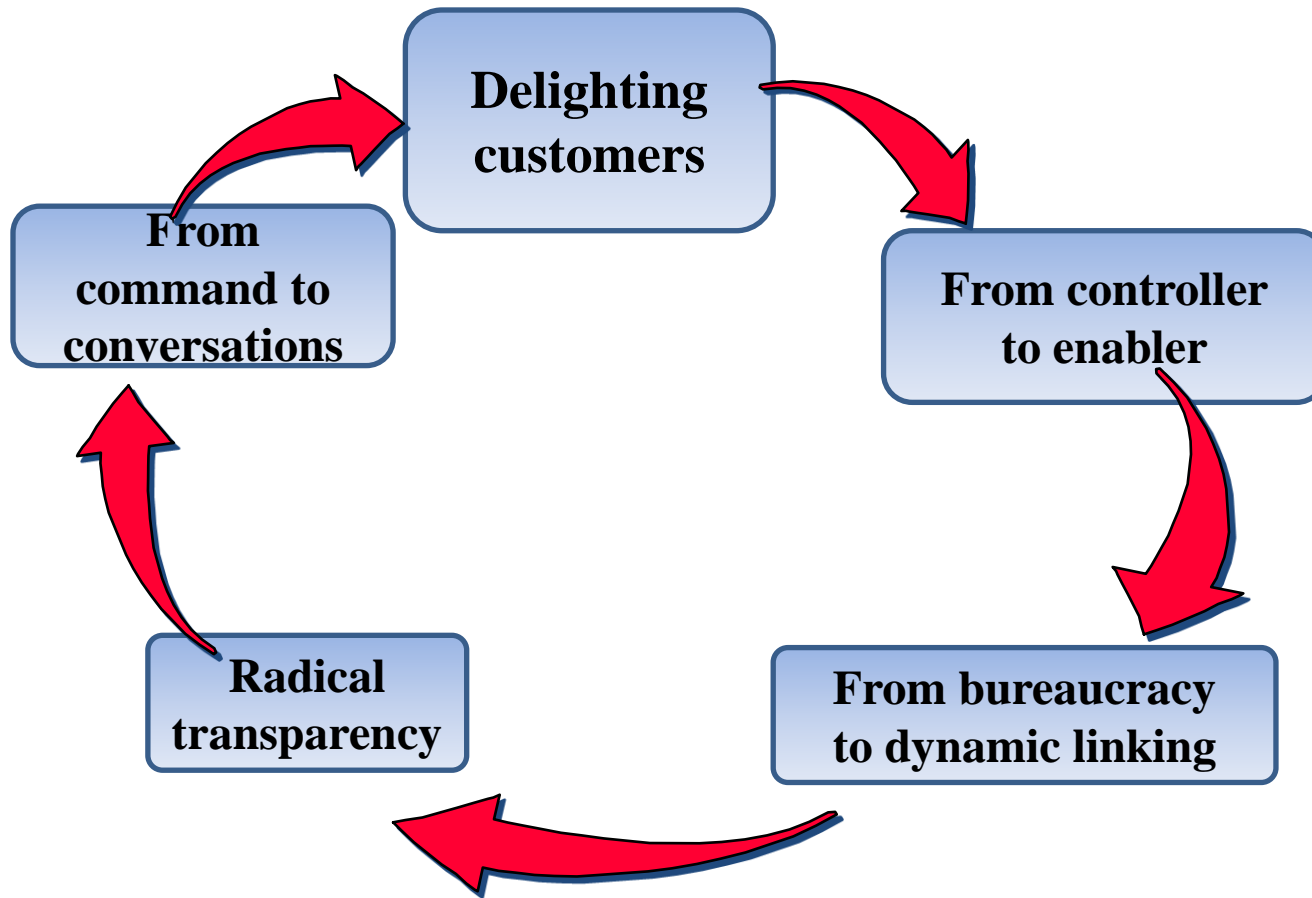 Delighting
customers
From controller
to enabler
From bureaucracy
to dynamic linking
Radical
transparency
From
command to
conversations